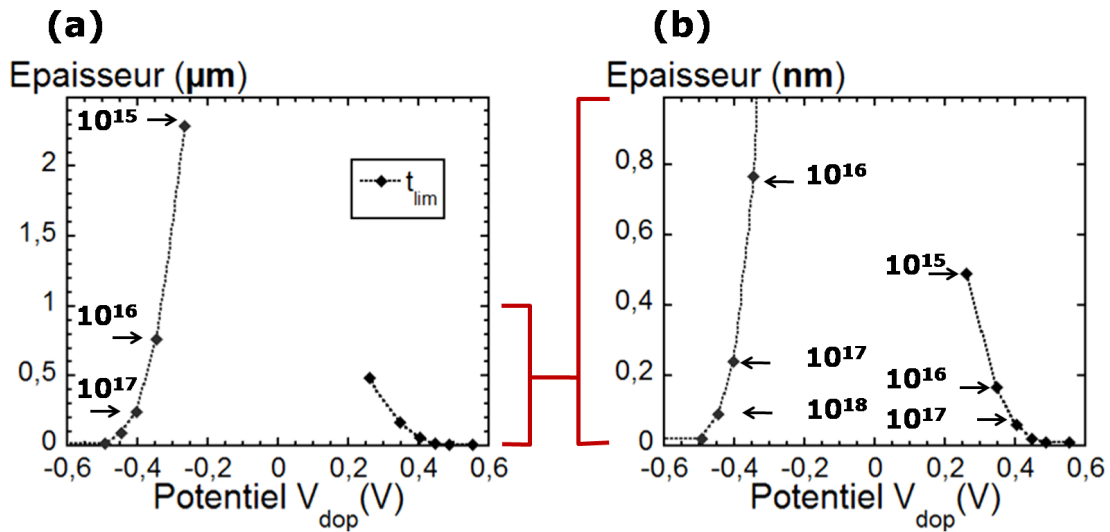 (a)
Epaisseur (µm)
2
1,5
1
0,5
0
-0,6 -0,4 -0,2 0 0,2 0,4 0,6
Potentiel Vdop(V)
10¹⁵
10¹⁶
10¹⁷
tlim
(b)
Epaisseur (nm)
0,8
0,6
0,4
0,2
0
-0,6 -0,4 -0,2 0 0,2 0,4 0,6
Potentiel Vdop(V)
10¹⁶
10¹⁷
10¹⁸
10¹⁵
10¹⁶
10¹⁷